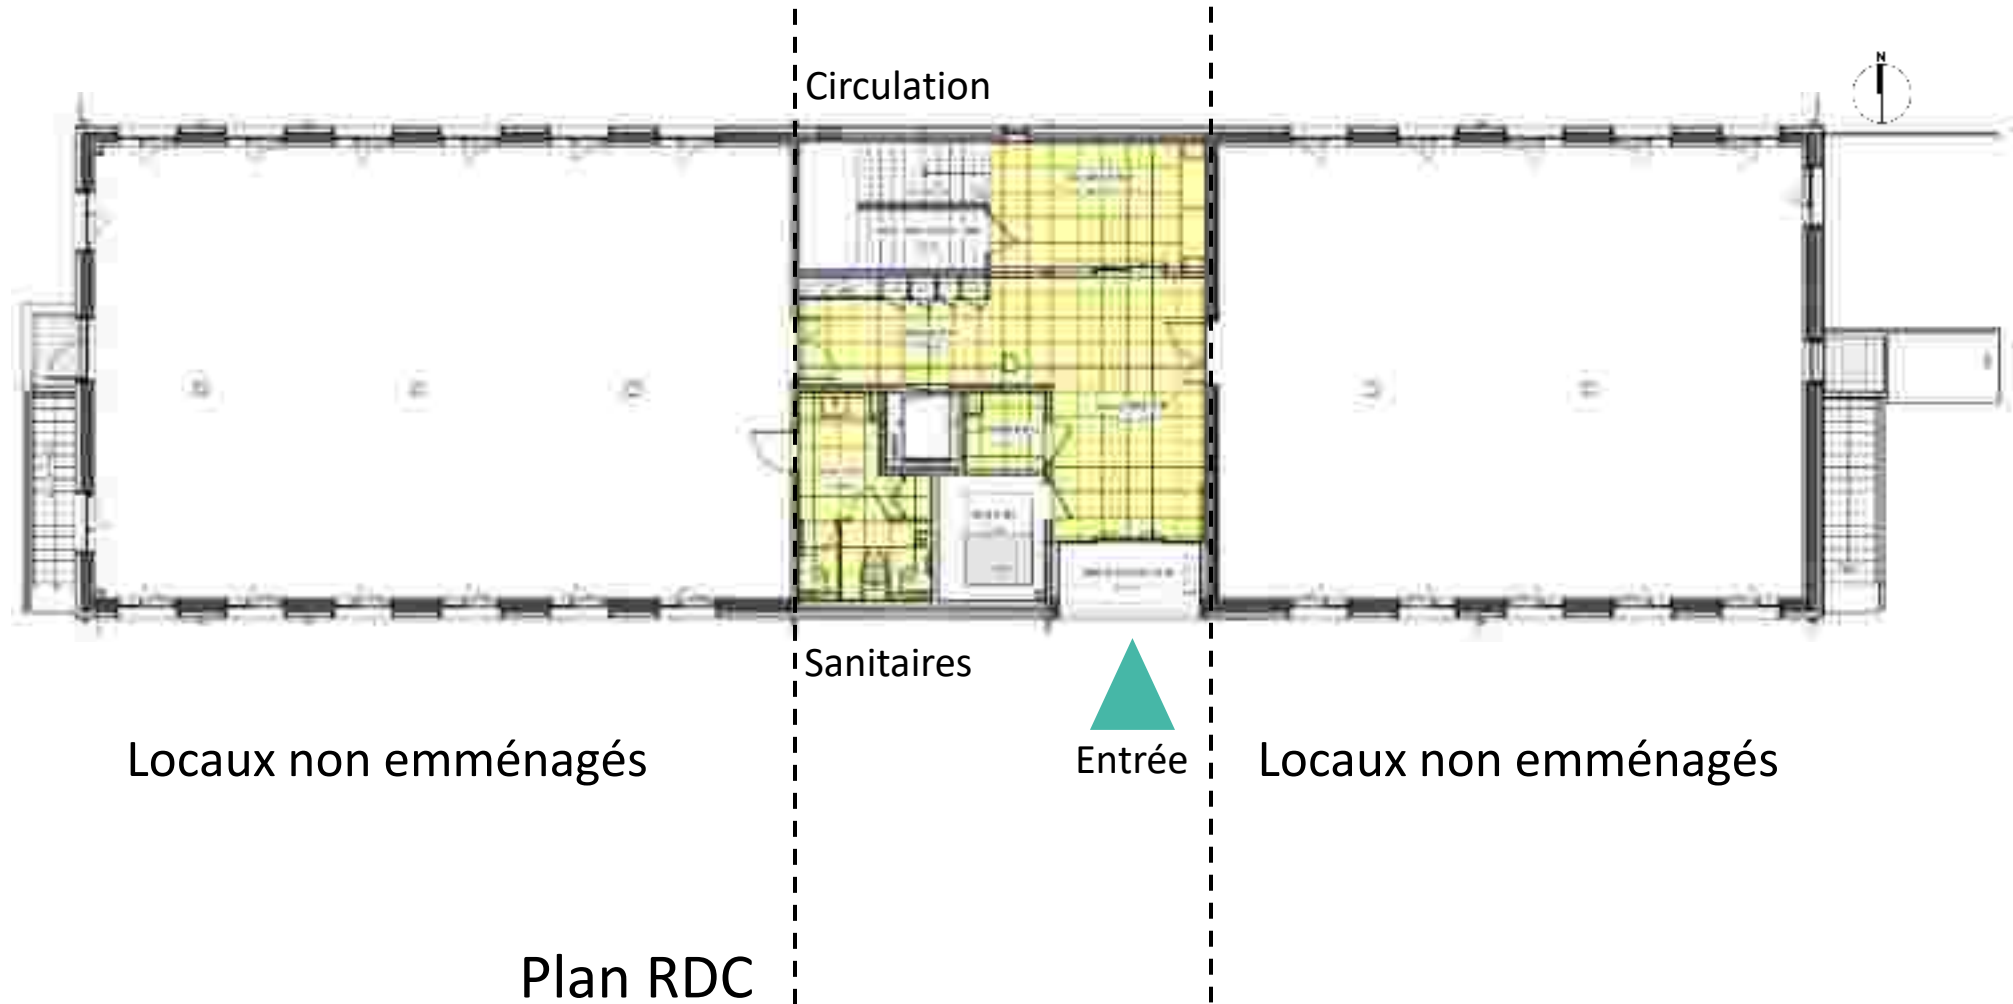 N
Circulation
Sanitaires
Entrée
Locaux non emménagés
Locaux non emménagés
Plan RDC